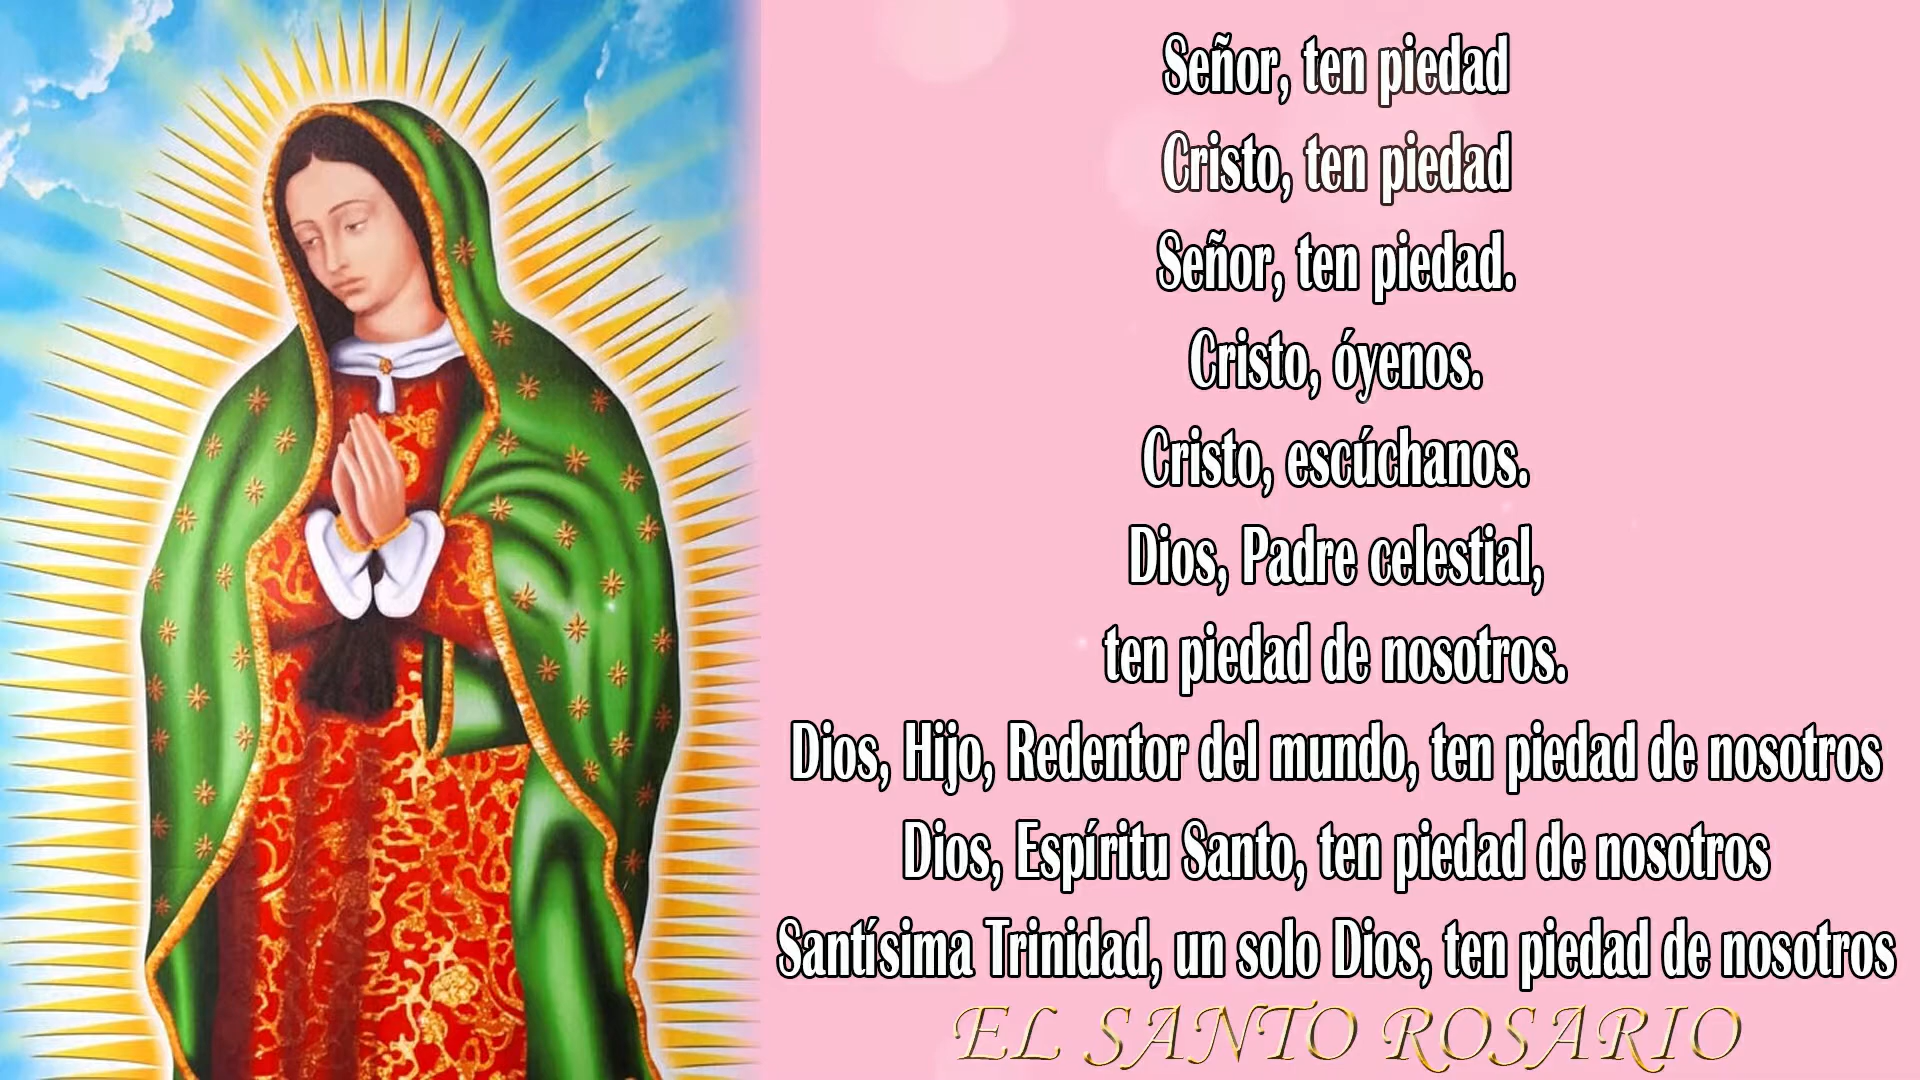 Señor, ten piedad
Cristo, ten piedad
Señor, ten piedad.
Cristo, óyenos.
Cristo, escúchanos.
Dios, Padre celestial,
ten piedad de nosotros.
Dios, Hijo, Redentor del mundo, ten piedad de nosotros
Dios, Espíritu Santo, ten piedad de nosotros
Santísima Trinidad, un solo Dios, ten piedad de nosotros
EL SANTO ROSARIO